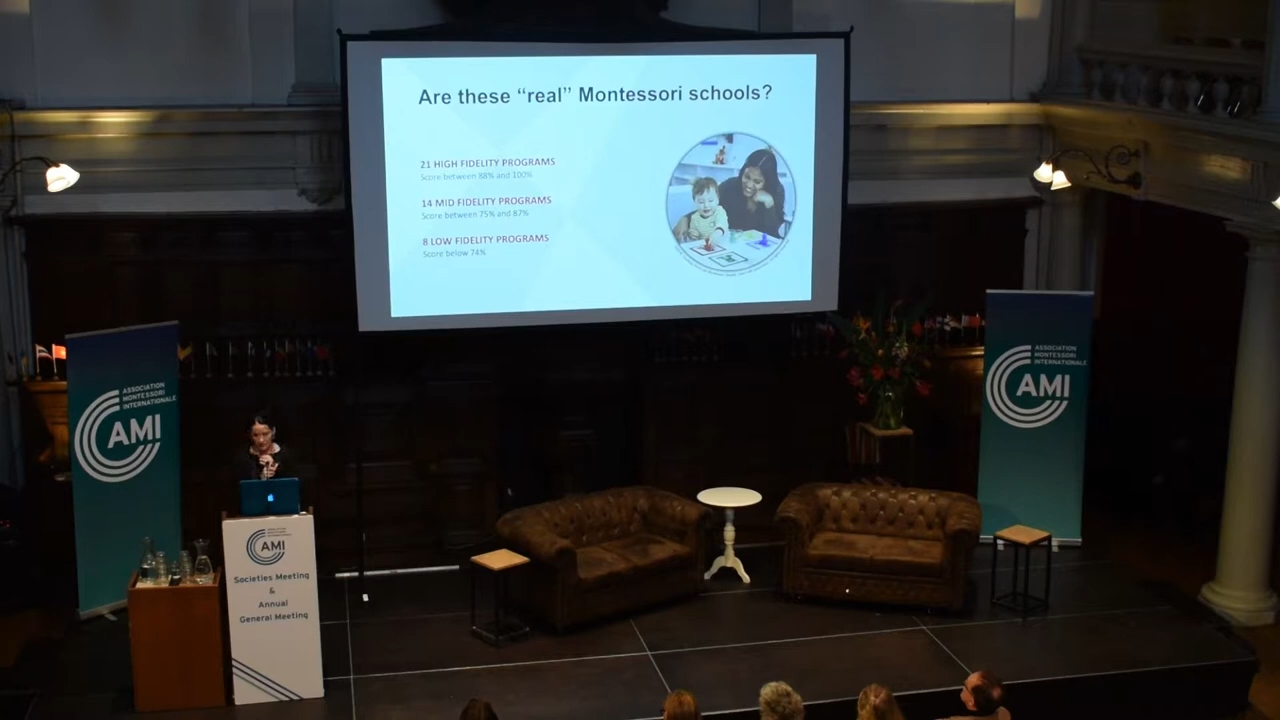 Are these “real” Montessori schools?
21 HIGH FIDELITY PROGRAMS
Score between 88% and 100%
14 MID FIDELITY PROGRAMS
Score between 75% and 87%
8 LOW FIDELITY PROGRAMS
Score below 74%
ASSOCIATION
MONTESSORI
INTERNATIONALE
AMI
ASSOCIATION
MONTESSORI
INTERNATIONALE
AMI
AMI
Societies Meeting
&
Annual
General Meeting